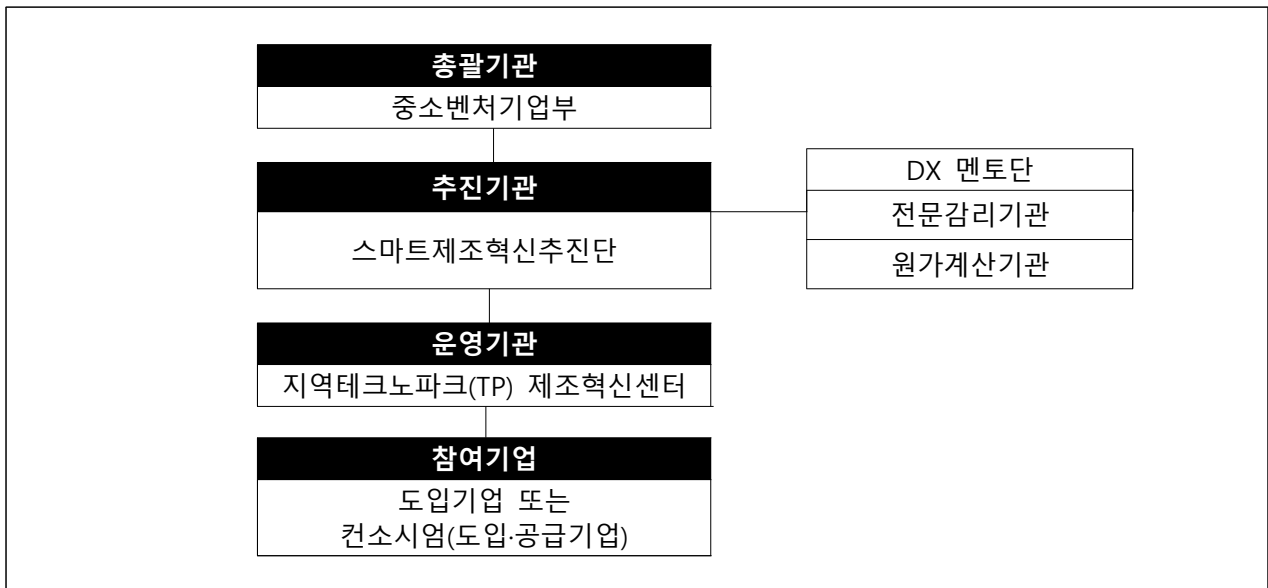 총괄기관
중소벤처기업부
추진기관
스마트제조혁신추진단
DX 멘토단
전문감리기관
원가계산기관
운영기관
지역테크노파크(TP) 제조혁신센터
참여기업
도입기업 또는
컨소시엄(도입·공급기업)